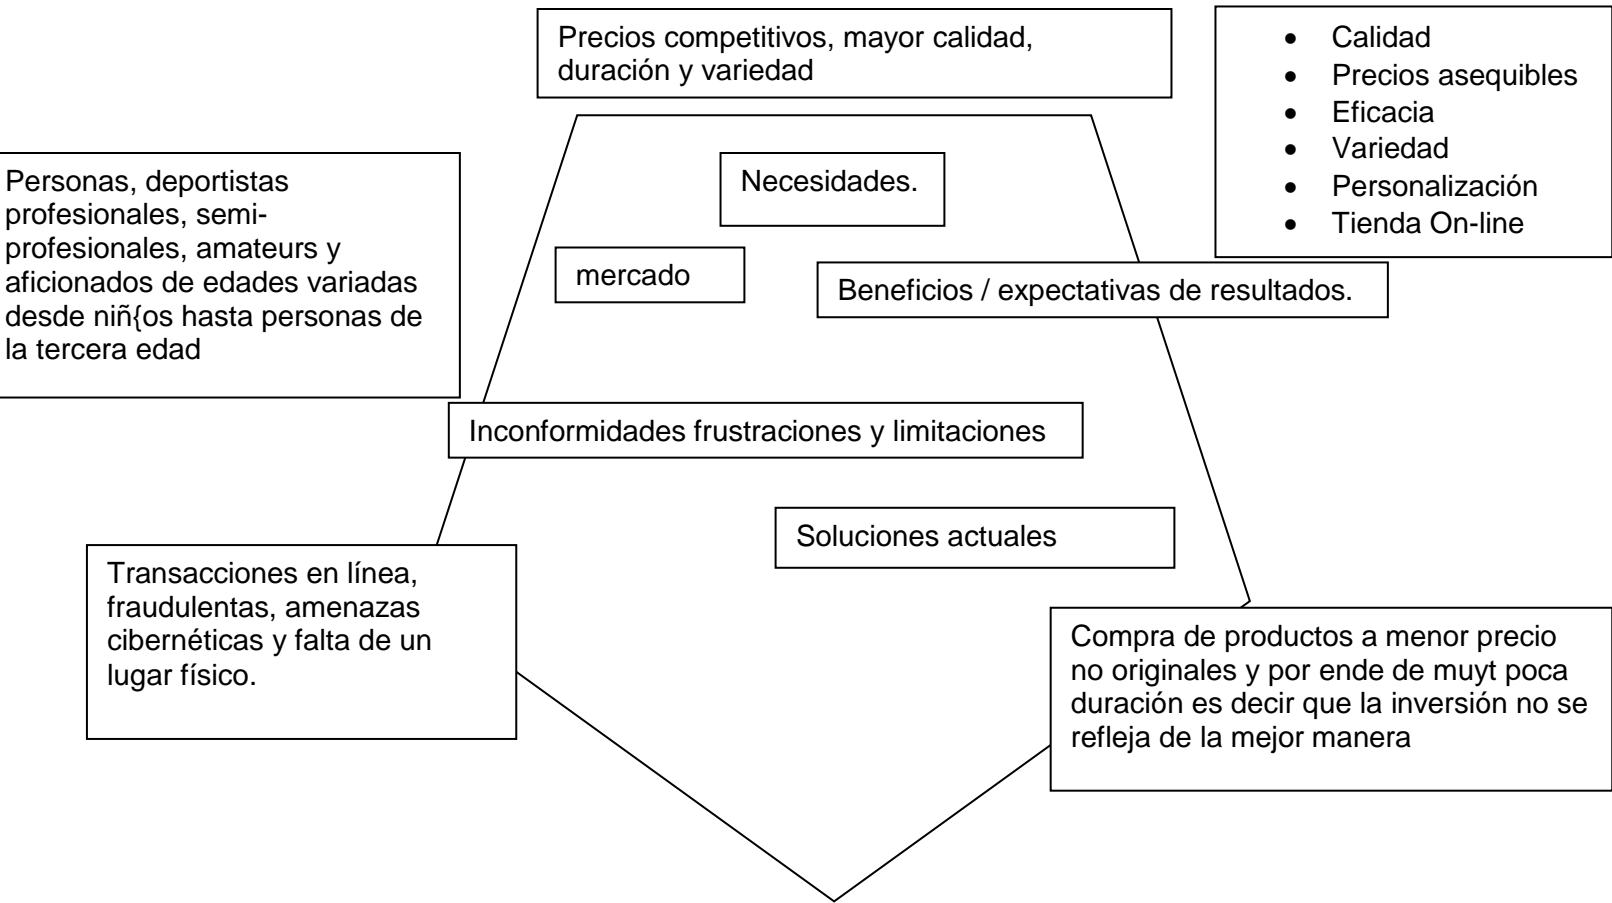 Precios competitivos, mayor calidad,
duración y variedad
• Calidad
• Precios asequibles
• Eficacia
• Variedad
• Personalización
• Tienda On-line
Personas, deportistas
profesionales, semi-
profesionales, amateurs y
aficionados de edades variadas
desde niñ{os hasta personas de
la tercera edad
Necesidades.
mercado
Beneficios / expectativas de resultados.
Inconformidades frustraciones y limitaciones
Soluciones actuales
Transacciones en línea,
fraudulentas, amenazas
cibernéticas y falta de un
lugar físico.
Compra de productos a menor precio
no originales y por ende de muyt poca
duración es decir que la inversión no se
refleja de la mejor manera